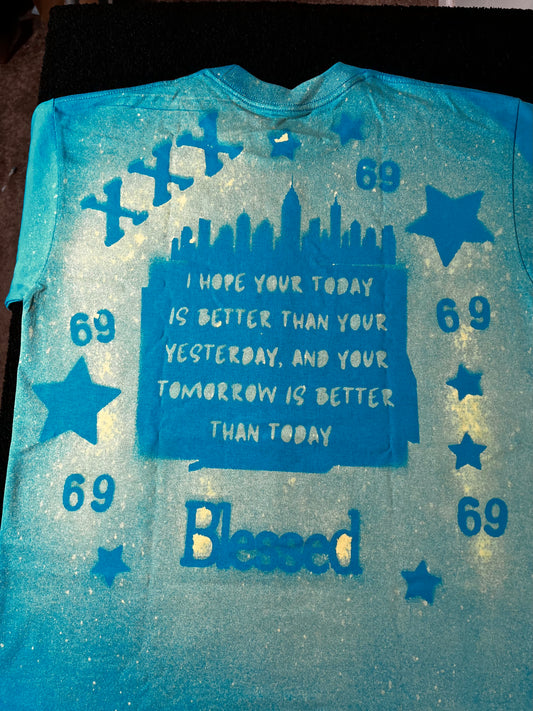 XXX
69
I HOPE YOUR TODAY
IS BETTER THAN YOUR
YESTERDAY, AND YOUR
TOMORROW IS BETTER
THAN TODAY
69
69
69
69
Blessed